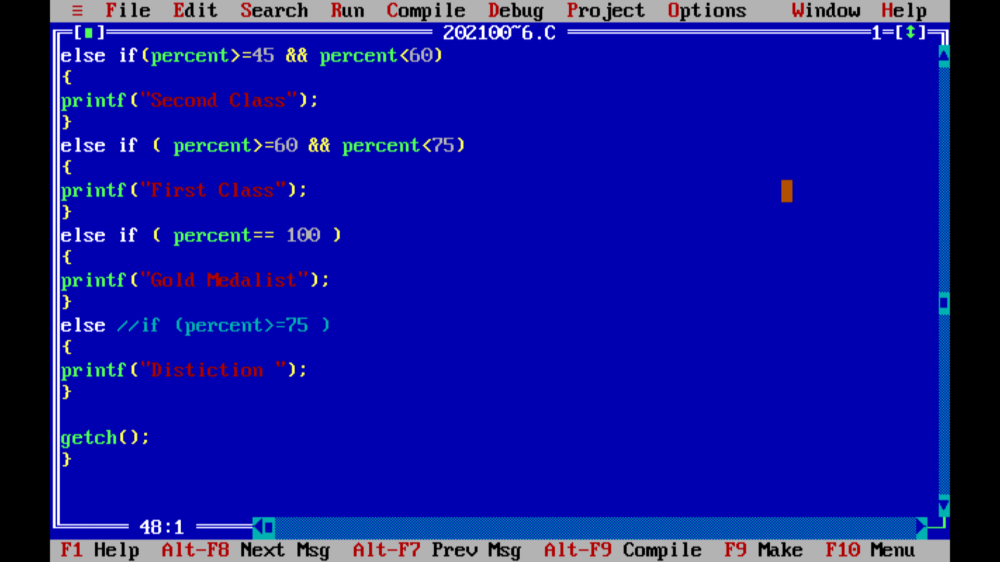 ≡ File Edit Search Run Compile Debug Project Options Window Help
[■] 202100~6.C 1=[↕]
else if(percent>=45 && percent<60)
{
printf("Second Class");
}
else if ( percent>=60 && percent<75)
{
printf("First Class");
}
else if ( percent== 100 )
{
printf("Gold Medalist");
}
else //if (percent>=75 )
{
printf("Distiction ");
}
getch();
}
48:1
F1 Help Alt-F8 Next Msg Alt-F7 Prev Msg Alt-F9 Compile F9 Make F10 Menu